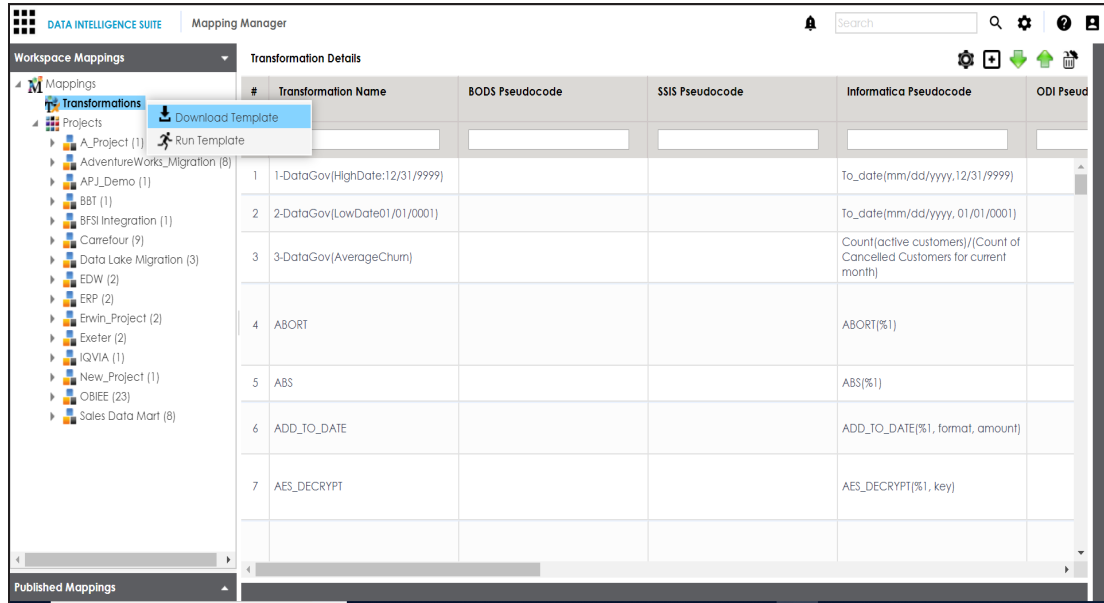 DATA INTELLIGENCE SUITE
Mapping Manager
Search
Workspace Mappings
Mappings
Transformations
Download Template
Run Template
Projects
A_Project (1)
AdventureWorks_Migration (8)
APJ_Demo (1)
BBT (1)
BFSI Integration (1)
Carrefour (9)
Data Lake Migration (3)
EDW (2)
ERP (2)
Erwin_Project (2)
Exeter (2)
IQVIA (1)
New_Project (1)
OBIEE (23)
Sales Data Mart (8)
Published Mappings
Transformation Details
# Transformation Name BODS Pseudocode SSIS Pseudocode Informatica Pseudocode ODI Pseud
1 1-DataGov(HighDate:12/31/9999) To_date(mm/dd/yyyy,12/31/9999)
2 2-DataGov(LowDate01/01/0001) To_date(mm/dd/yyyy, 01/01/0001)
3 3-DataGov(AverageChurn) Count(active customers)/(Count of
Cancelled Customers for current
month)
4 ABORT ABORT(%1)
5 ABS ABS(%1)
6 ADD_TO_DATE ADD_TO_DATE(%1, format, amount)
7 AES_DECRYPT AES_DECRYPT(%1, key)